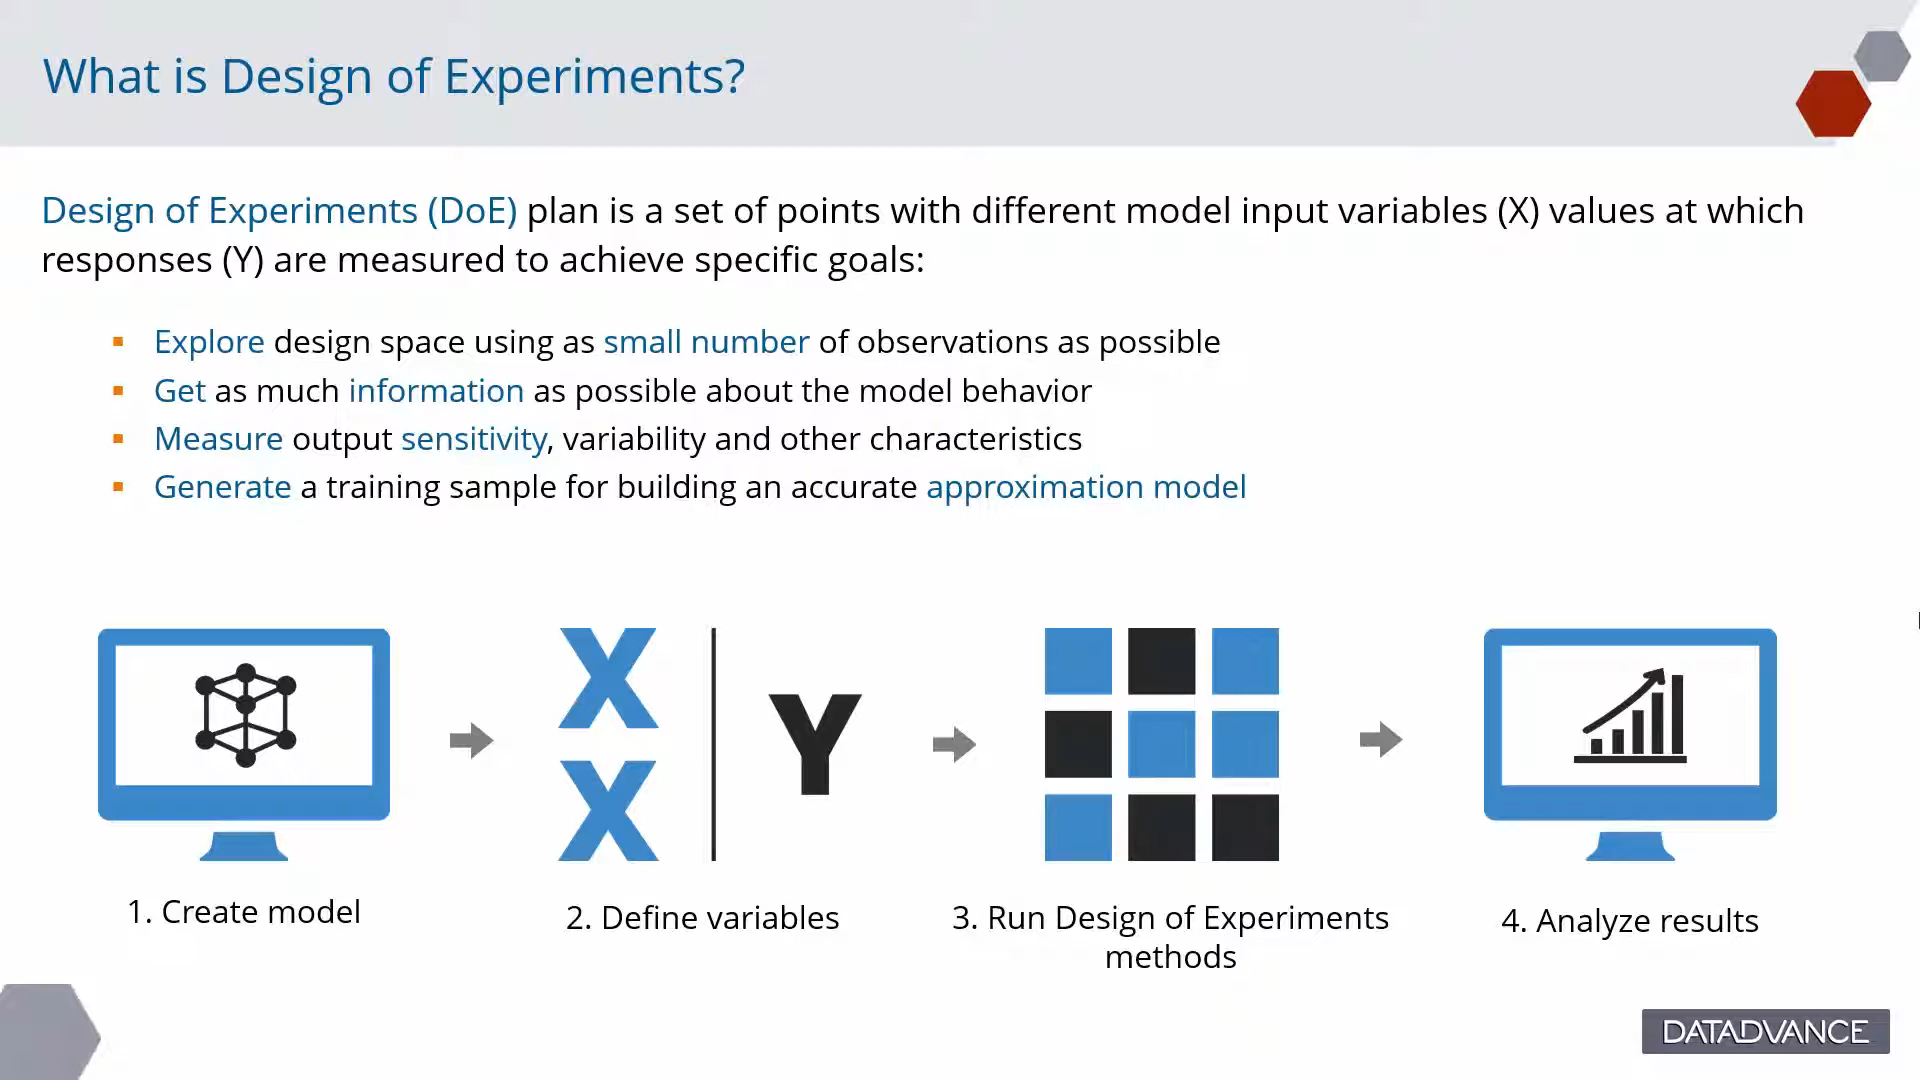 What is Design of Experiments?
Design of Experiments (DoE) plan is a set of points with different model input variables (X) values at which
responses (Y) are measured to achieve specific goals:
Explore design space using as small number of observations as possible
Get as much information as possible about the model behavior
Measure output sensitivity, variability and other characteristics
Generate a training sample for building an accurate approximation model
X
X
Y
1. Create model
2. Define variables
3. Run Design of Experiments
methods
4. Analyze results
DATADVANCE